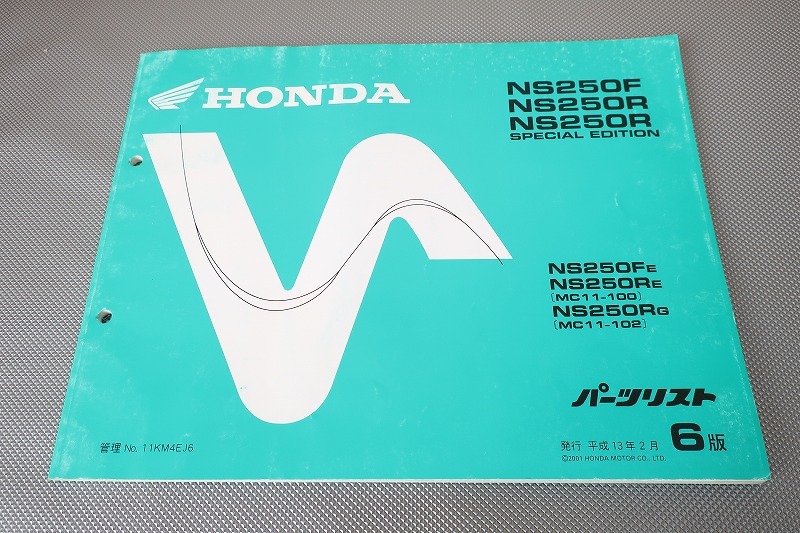 HONDA
NS250F
NS250R
NS250R
SPECIAL EDITION
NS250FE
NS250RE
(MC11-100)
NS250RG
(MC11-102)
パーツリスト
管理 No. 11KM4EJ6
発行 平成13年2月 6版
©2001 HONDA MOTOR CO., LTD.